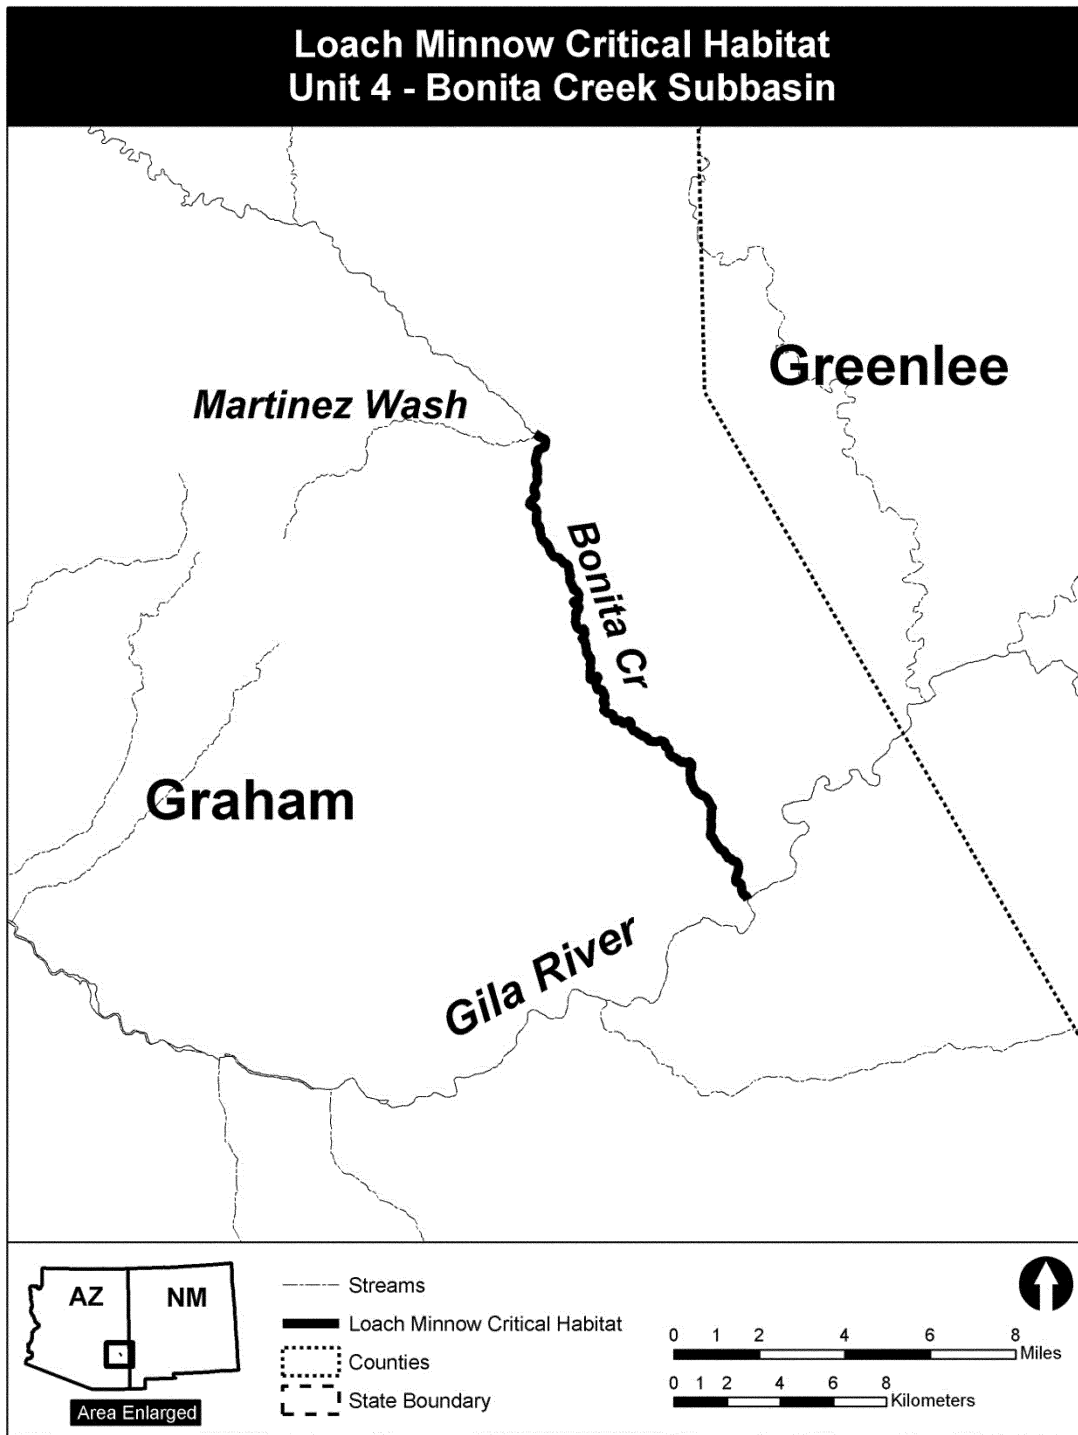 Loach Minnow Critical Habitat
Unit 4 - Bonita Creek Subbasin
Greenlee
Martinez Wash
Bonita Cr
Graham
Gila River
AZ
NM
Area Enlarged
Streams
Loach Minnow Critical Habitat
Counties
State Boundary
0 1 2 4 6 8
Miles
0 1 2 4 6 8
Kilometers